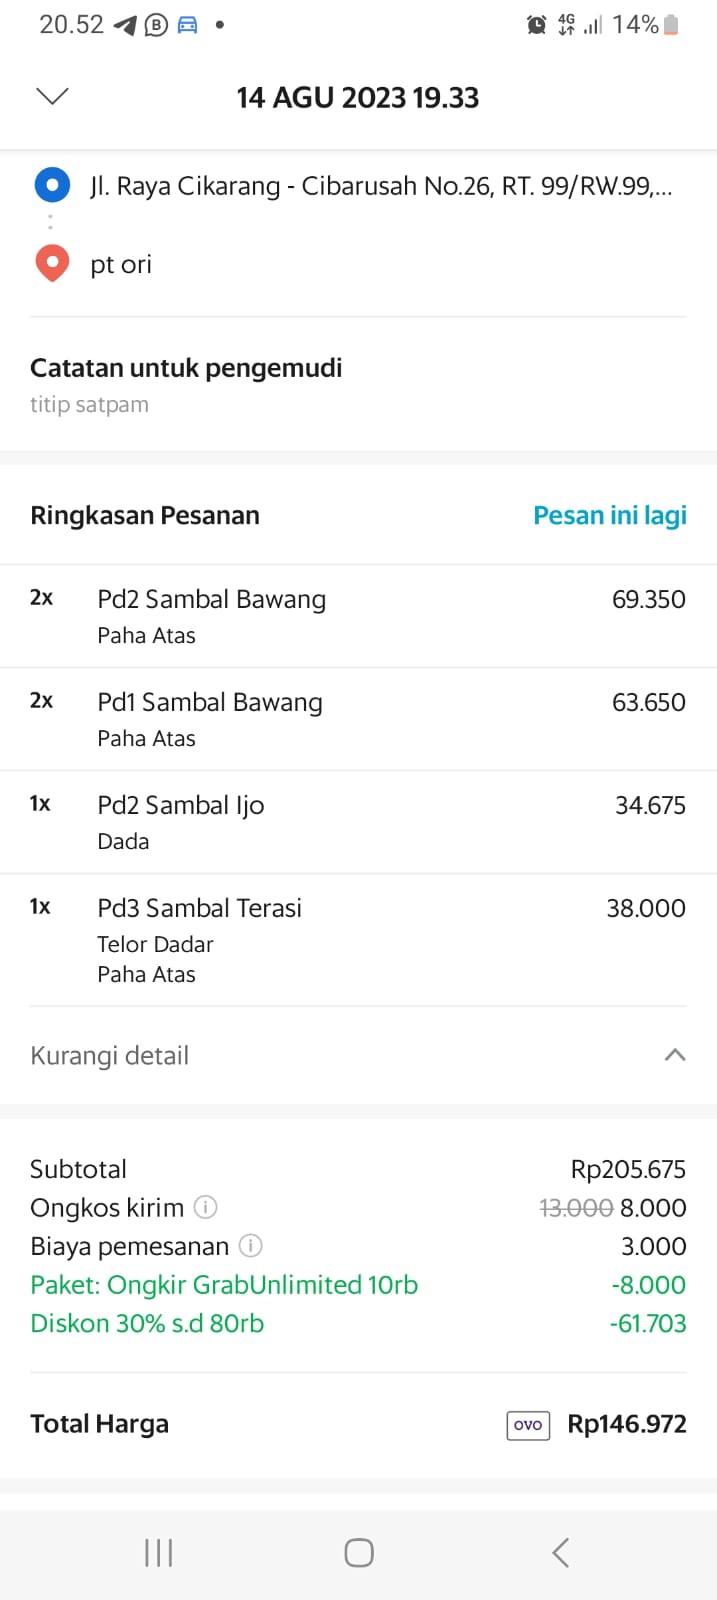 20.52 4G 14%
14 AGU 2023 19.33
Jl. Raya Cikarang - Cibarusah No.26, RT. 99/RW.99,...
pt ori
Catatan untuk pengemudi
titip satpam
Ringkasan Pesanan Pesan ini lagi
2x Pd2 Sambal Bawang 69.350
Paha Atas
2x Pd1 Sambal Bawang 63.650
Paha Atas
1x Pd2 Sambal Ijo 34.675
Dada
1x Pd3 Sambal Terasi 38.000
Telor Dadar
Paha Atas
Kurangi detail
Subtotal Rp205.675
Ongkos kirim 13.000 8.000
Biaya pemesanan 3.000
Paket: Ongkir GrabUnlimited 10rb -8.000
Diskon 30% s.d 80rb -61.703
Total Harga OVO Rp146.972